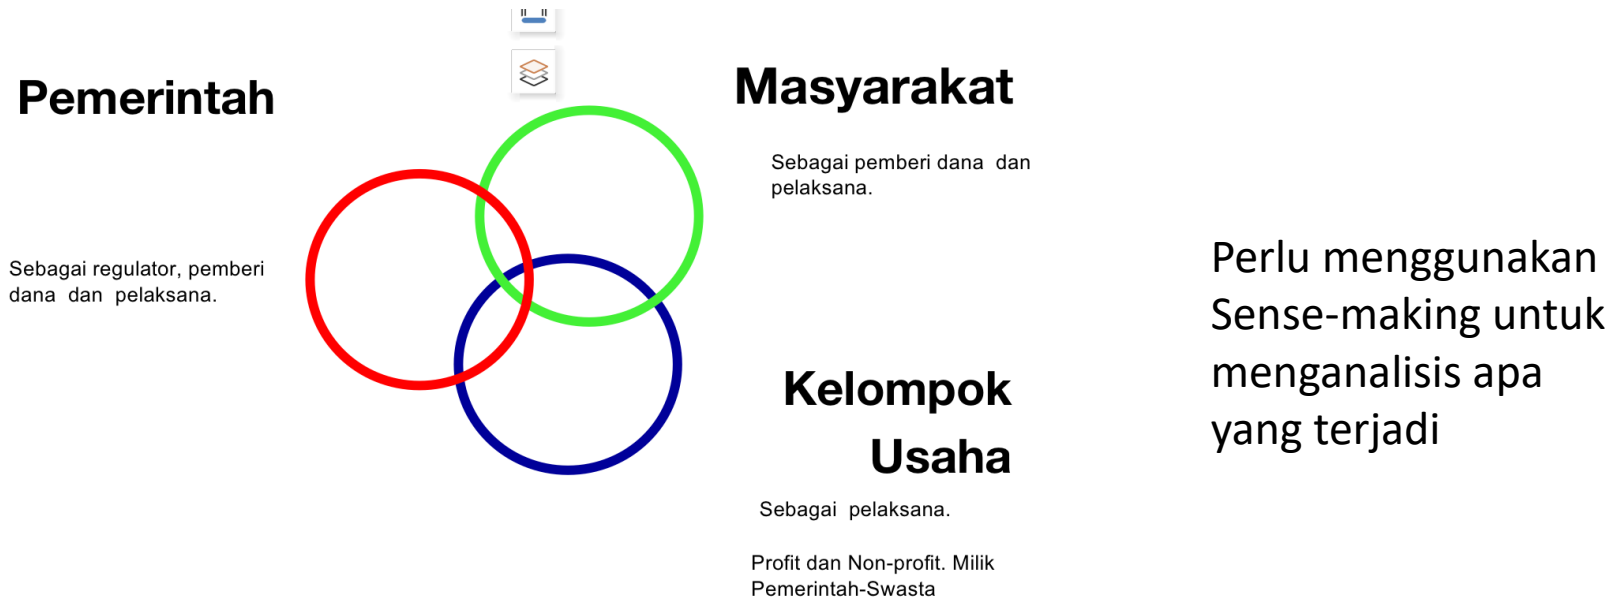 Pemerintah
Sebagai regulator, pemberi
dana dan pelaksana.
Masyarakat
Sebagai pemberi dana dan
pelaksana.
Kelompok
Usaha
Sebagai pelaksana.
Profit dan Non-profit. Milik
Pemerintah-Swasta
Perlu menggunakan
Sense-making untuk
menganalisis apa
yang terjadi